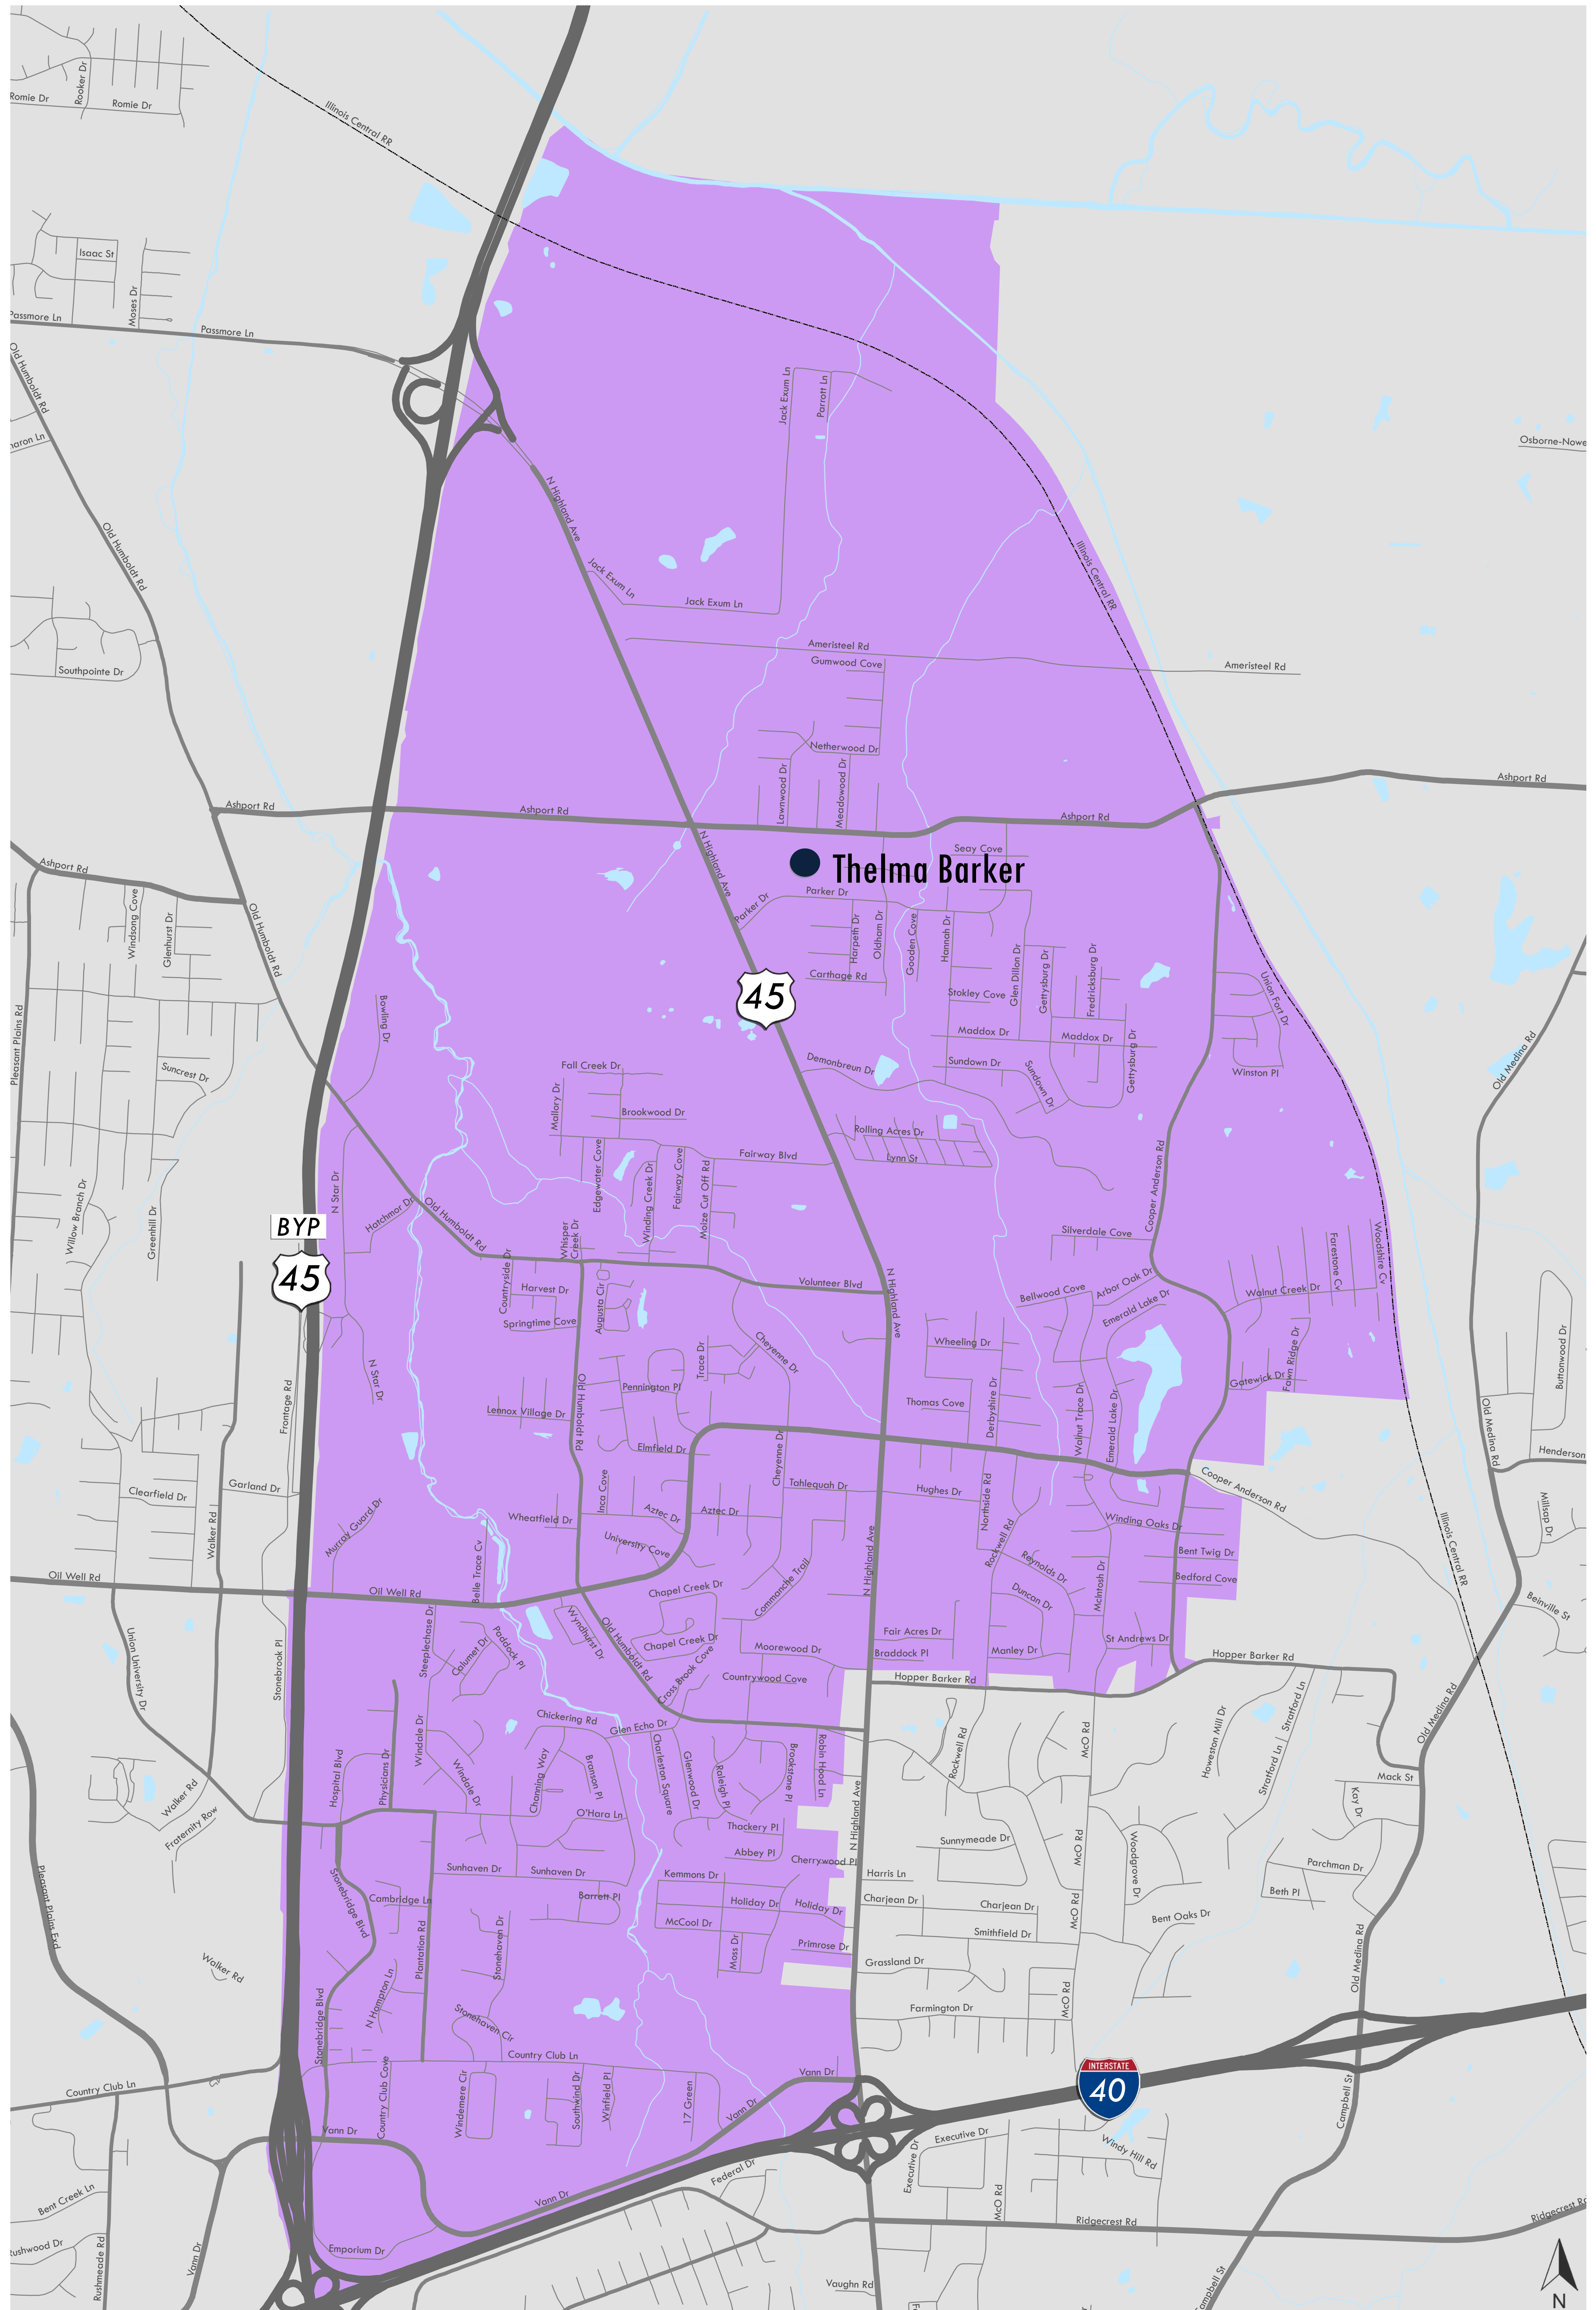 Rooker Dr
Romie Dr
Romie Dr
Illinois Central RR
Isaac St
Moses Dr
Passmore Ln
Passmore Ln
Old Humboldt Rd
Jack Exum Ln
Parrott Ln
haron Ln
Osborne-Nowe
N Highland Ave
Old Humboldt Rd
Illinois Central RR
Jack Exum Ln
Jack Exum Ln
Ameristeel Rd
Gumwood Cove
Ameristeel Rd
Southpointe Dr
Netherwood Dr
Lawnwood Dr
Meadowood Dr
Ashport Rd
Ashport Rd
Ashport Rd
Ashport Rd
Ashport Rd
N Highland Ave
Seay Cove
Thelma Barker
Parker Dr
Parker Dr
Windsong Cove
Glenhurst Dr
Old Humboldt Rd
Harpeth Dr
Oldham Dr
Gooden Cove
Hannah Dr
Glen Dillon Dr
Gettysburg Dr
Fredricksburg Dr
Carthage Rd
Stokley Cove
Union Fort Dr
45
Bowling Dr
Maddox Dr
Maddox Dr
Pleasant Plains Rd
Suncrest Dr
Fall Creek Dr
Demonbreun Dr
Sundown Dr
Sundown Dr
Gettysburg Dr
Winston Pl
Old Medina Rd
Mallory Dr
Brookwood Dr
Rolling Acres Dr
Lynn St
Fairway Blvd
Edgewater Cove
Winding Creek Dr
Fairway Cove
Moize Cut Off Rd
Cooper Anderson Rd
Willow Branch Dr
Greenhill Dr
N Star Dr
Hotchmor Dr
Old Humboldt Rd
BYP
45
Whisper
Creek Dr
Silverdale Cove
Farestone Cv
Woodshire Cv
Countryside Dr
Harvest Dr
Augusta Cir
Volunteer Blvd
N Highland Ave
Bellwood Cove
Arbor Oak Dr
Emerald Lake Dr
Walnut Creek Dr
Springtime Cove
Cheyenne Dr
Wheeling Dr
Trace Dr
N Star Dr
Pennington Pl
Gatewick Dr
Fawn Ridge Dr
Buttonwood Dr
Frontage Rd
Lennox Village Dr
Old Humboldt Rd
Thomas Cove
Derbyshire Dr
Walnut Trace Dr
Emerald Lake Dr
Old Medina Rd
Elmfield Dr
Cheyenne Dr
Henderson
Garland Dr
Clearfield Dr
Walker Rd
Inca Cove
Tahlequah Dr
Hughes Dr
Northside Rd
Cooper Anderson Rd
Wheatfield Dr
Aztec Dr
Aztec Dr
Winding Oaks Dr
Millsap Dr
Murray Guard Dr
University Cove
N Highland Ave
Rockwell Rd
Bent Twig Dr
Illinois Central RR
Oil Well Rd
Oil Well Rd
Belle Trace Cv
Chapel Creek Dr
Commanche Trail
Reynolds Dr
Duncan Dr
McIntosh Dr
Bedford Cove
Beinville St
Union University Dr
Stonebrook Pl
Steeplechase Dr
Calumet Dr
Paddock Pl
Wyndhurst Dr
Old Humboldt Rd
Chapel Creek Dr
Moorewood Dr
Fair Acres Dr
Braddock Pl
Manley Dr
St Andrews Dr
Hopper Barker Rd
Hopper Barker Rd
Cross Brook Cove
Countrywood Cove
Old Medina Rd
Chickering Rd
Glen Echo Dr
Windale Dr
Windale Dr
Hospital Blvd
Physicians Dr
Channing Way
Branson Pl
Charleston Square
Glenwood Dr
Raleigh Pl
Brookstone Pl
Robin Hood Ln
Rockwell Rd
McO Rd
Howeston Mill Dr
Stratford Ln
Stratford Ln
Mack St
Kay Dr
Walker Rd
Fraternity Row
O'Hara Ln
Thackery Pl
Abbey Pl
Cherrywood Pl
N Highland Ave
Sunnymeade Dr
McO Rd
Woodgrove Dr
Parchman Dr
Beth Pl
Pleasant Plains Exd
Stonebridge Blvd
Sunhaven Dr
Sunhaven Dr
Kemmons Dr
Harris Ln
Cambridge Ln
Barrett Pl
Holiday Dr
Holiday Dr
Charjean Dr
Charjean Dr
McO Rd
Bent Oaks Dr
McCool Dr
Plantation Rd
Stonehaven Dr
Moss Dr
Primrose Dr
Smithfield Dr
Grassland Dr
Old Medina Rd
Walker Rd
N Hampton Ln
Stonebridge Blvd
Stonehaven Cir
Farmington Dr
McO Rd
Country Club Ln
Country Club Ln
Country Club Cove
Windemere Cir
Southwind Dr
Winfield Pl
17 Green
Vann Dr
Vann Dr
INTERSTATE
40
Campbell St
Vann Dr
Executive Dr
Executive Dr
Windy Hill Rd
Federal Dr
Bent Creek Ln
Vann Dr
McO Rd
Ridgecrest Rd
Ridgecrest Rd
Rushwood Dr
Rushmeade Rd
Vann Dr
Emporium Dr
Vaughn Rd
Campbell St
N